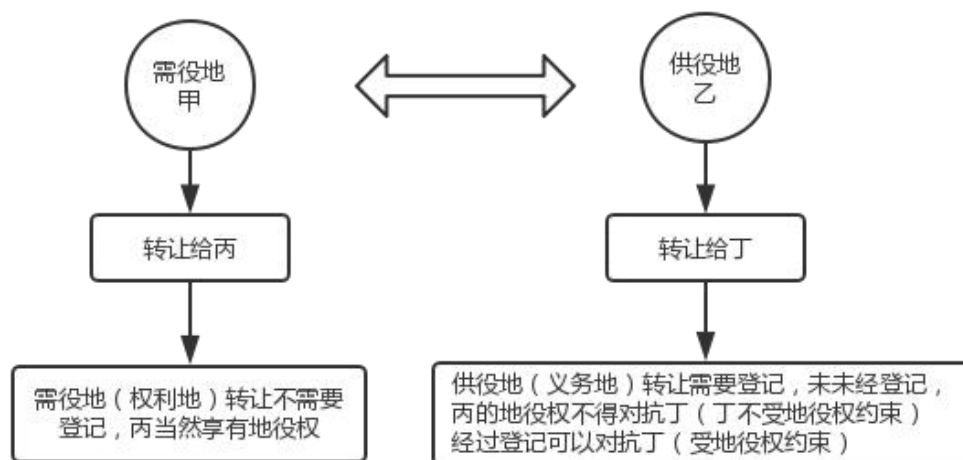 需役地
甲
供役地
乙
转让给丙
转让给丁
需役地（权利地）转让不需要
登记，丙当然享有地役权
供役地（义务地）转让需要登记，未未经登记，
丙的地役权不得对抗丁（丁不受地役权约束）
经过登记可以对抗丁（受地役权约束）